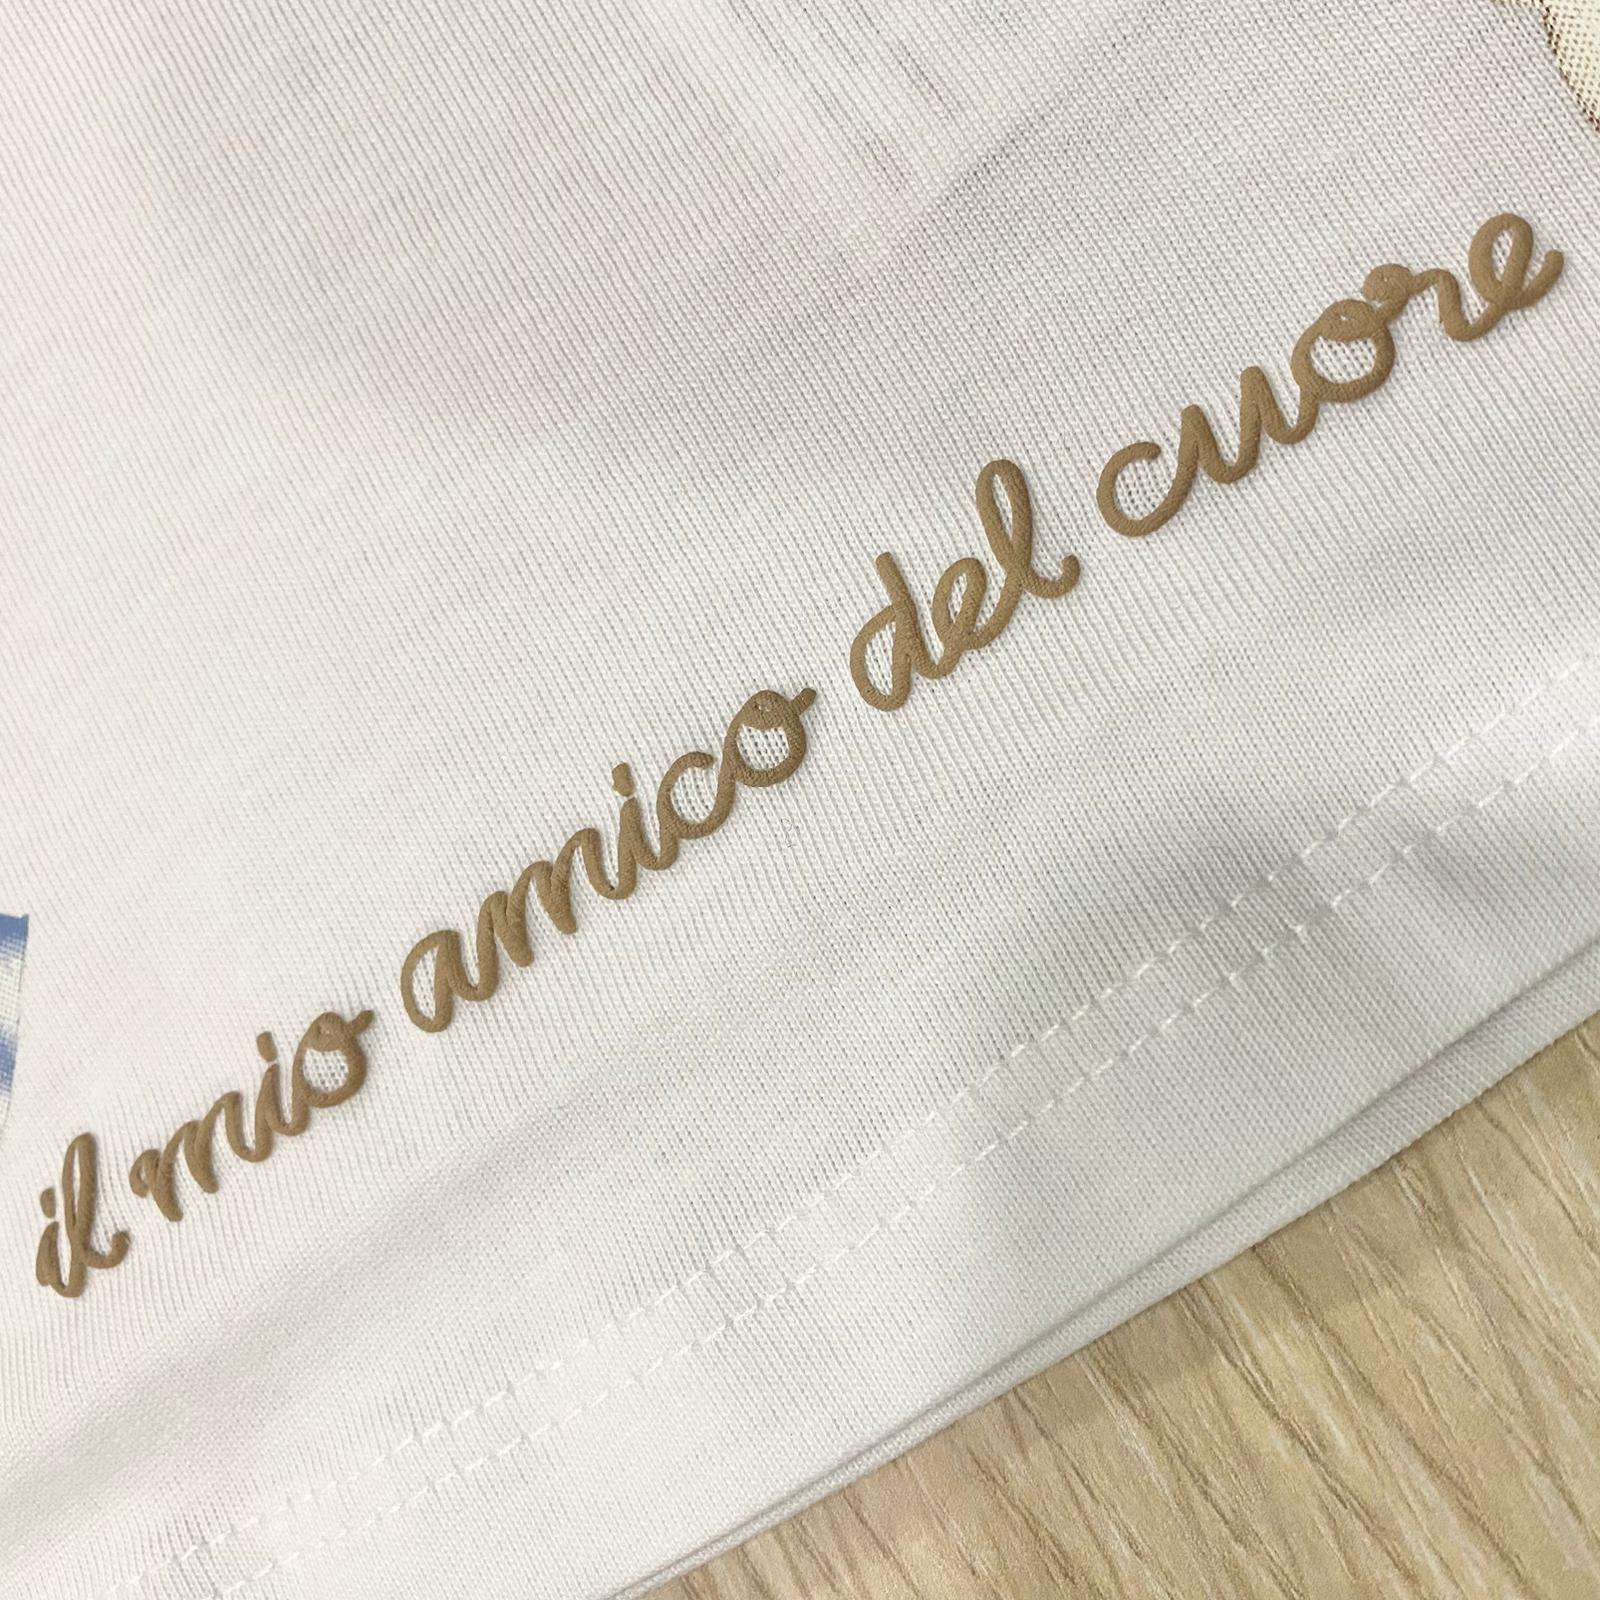 il mio amico del cuore